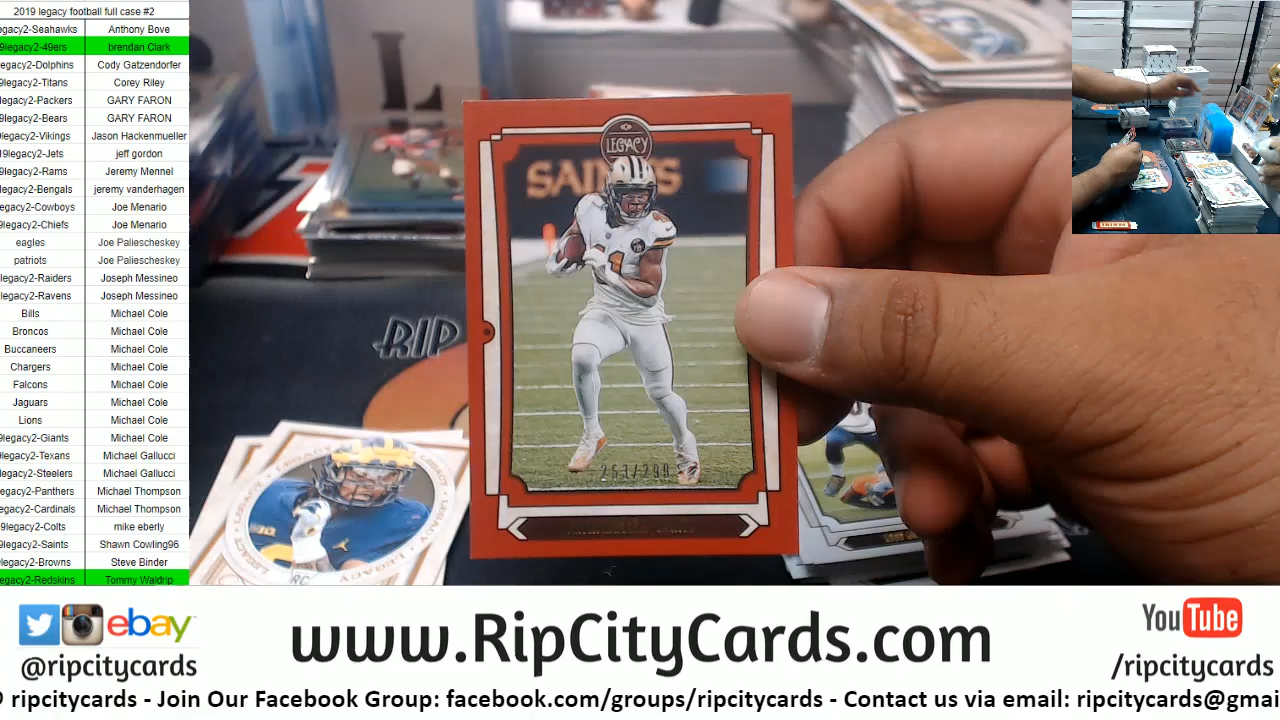 2019 legacy football full case #2
egacy2-Seahawks Anthony Bove
9legacy2-49ers brendan Clark
legacy2-Dolphins Cody Gatzendorfer
9legacy2-Titans Corey Riley
legacy2-Packers GARY FARON
9legacy2-Bears GARY FARON
legacy2-Vikings Jason Hackenmueller
19legacy2-Jets jeff gordon
9legacy2-Rams Jeremy Mennel
legacy2-Bengals jeremy vanderhagen
egacy2-Cowboys Joe Menario
legacy2-Chiefs Joe Menario
eagles Joe Paliescheskey
patriots Joe Paliescheskey
legacy2-Raiders Joseph Messineo
legacy2-Ravens Joseph Messineo
Bills Michael Cole
Broncos Michael Cole
Buccaneers Michael Cole
Chargers Michael Cole
Falcons Michael Cole
Jaguars Michael Cole
Lions Michael Cole
9legacy2-Giants Michael Cole
legacy2-Texans Michael Gallucci
legacy2-Steelers Michael Gallucci
egacy2-Panthers Michael Thompson
egacy2-Cardinals Michael Thompson
9legacy2-Colts mike eberly
9legacy2-Saints Shawn Cowling96
legacy2-Browns Steve Binder
egacy2-Redskins Tommy Waldrip
LEGACY
SAINTS
RIP
LEGACY
ebay
@ripcitycards
www.RipCityCards.com
YouTube
/ripcitycards
ripcitycards - Join Our Facebook Group: facebook.com/groups/ripcitycards - Contact us via email: ripcitycards@gmai